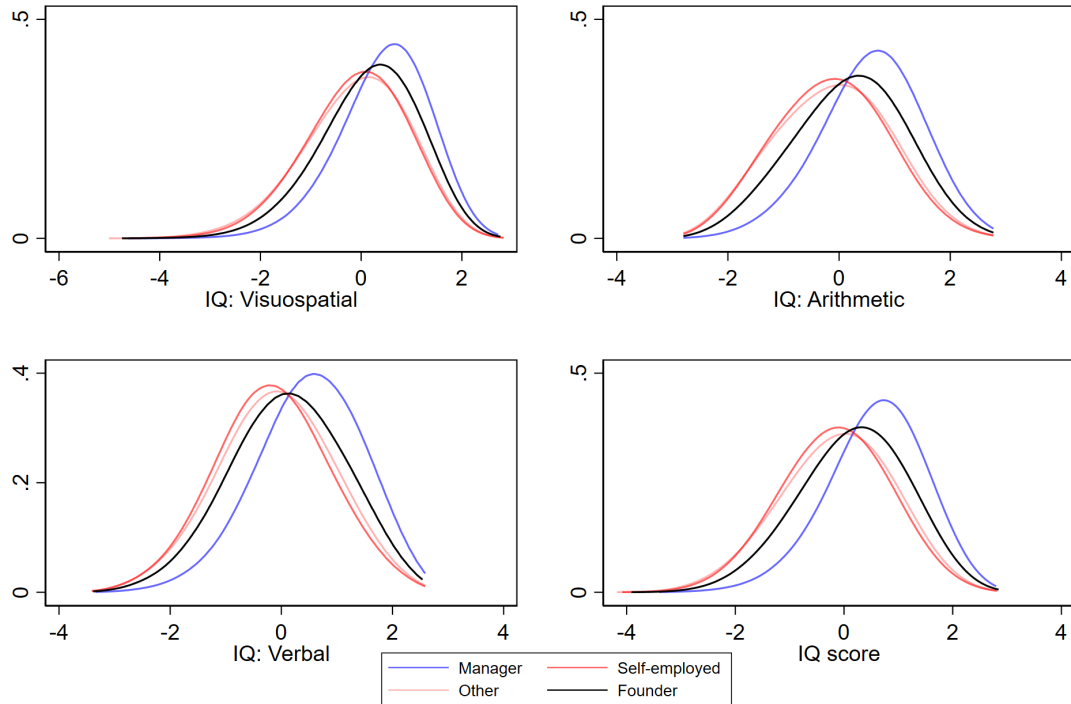 .5
0
-6 -4 -2 0 2
IQ: Visuospatial
.5
0
-4 -2 0 2 4
IQ: Arithmetic
.4
.2
0
-4 -2 0 2 4
IQ: Verbal
.5
0
-4 -2 0 2 4
IQ score
Manager Self-employed
Other Founder